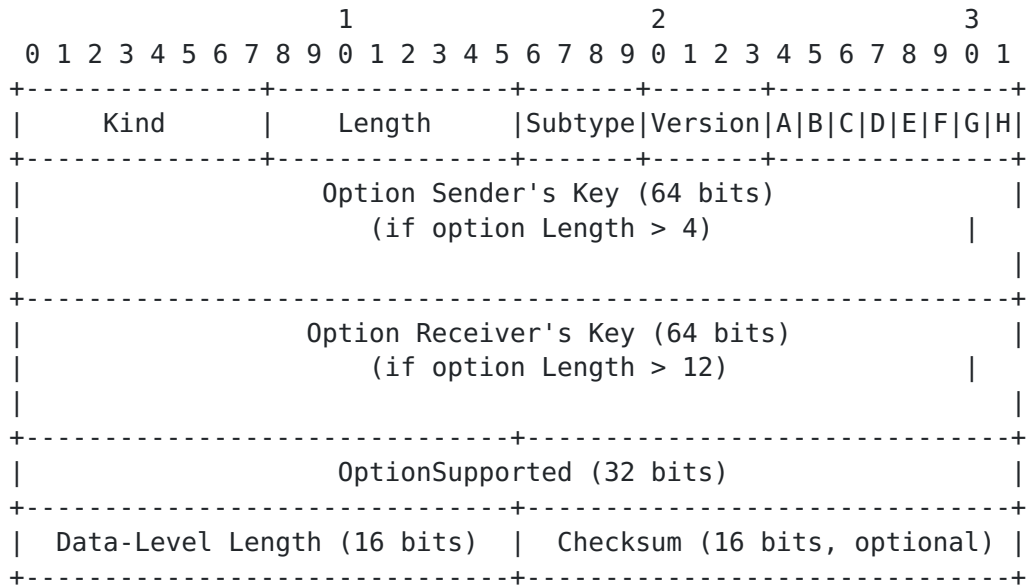 1                   2                   3
 0 1 2 3 4 5 6 7 8 9 0 1 2 3 4 5 6 7 8 9 0 1 2 3 4 5 6 7 8 9 0 1
+---------------+---------------+-------+-------+---------------+
|     Kind      |    Length     |Subtype|Version|A|B|C|D|E|F|G|H|
+---------------+---------------+-------+-------+---------------+
|                   Option Sender's Key (64 bits)               |
|                      (if option Length > 4)                |
|                                                               |
+---------------------------------------------------------------+
|                  Option Receiver's Key (64 bits)              |
|                      (if option Length > 12)               |
|                                                               |
+-------------------------------+-------------------------------+
|                    OptionSupported (32 bits)                  |
+-------------------------------+-------------------------------+
|  Data-Level Length (16 bits)  |  Checksum (16 bits, optional) |
+-------------------------------+-------------------------------+